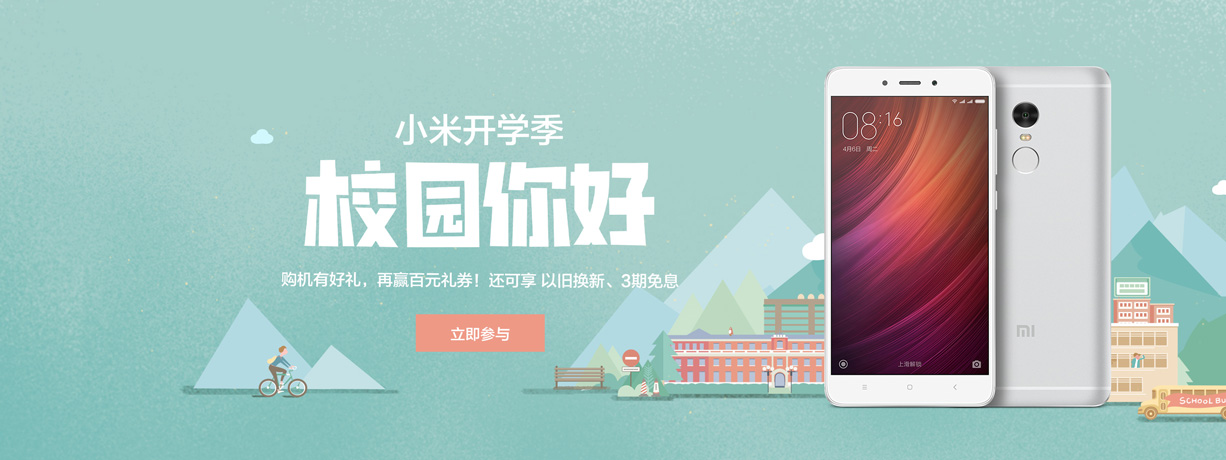 小米开学季
校园你好
购机有好礼，再赢百元礼券！还可享 以旧换新、3期免息
立即参与
08:16
4月6日 周二
上滑解锁
MI
SCHOOL BU